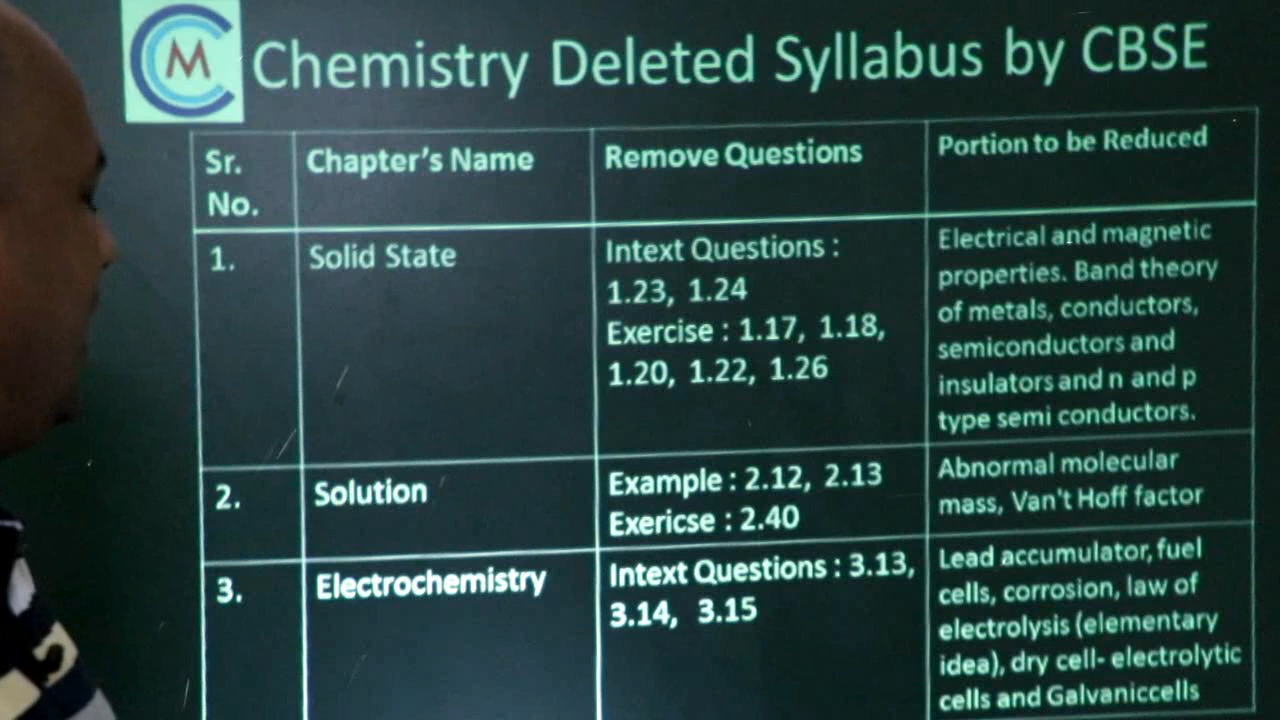 CMC Chemistry Deleted Syllabus by CBSE
Sr.
No.
Chapter's Name
Remove Questions
Portion to be Reduced
1.
Solid State
Intext Questions :
1.23, 1.24
Exercise : 1.17, 1.18,
1.20, 1.22, 1.26
Electrical and magnetic
properties. Band theory
of metals, conductors,
semiconductors and
insulators and n and p
type semi conductors.
2.
Solution
Example : 2.12, 2.13
Exericse : 2.40
Abnormal molecular
mass, Van't Hoff factor
3.
Electrochemistry
Intext Questions : 3.13,
3.14, 3.15
Lead accumulator, fuel
cells, corrosion, law of
electrolysis (elementary
idea), dry cell- electrolytic
cells and Galvaniccells